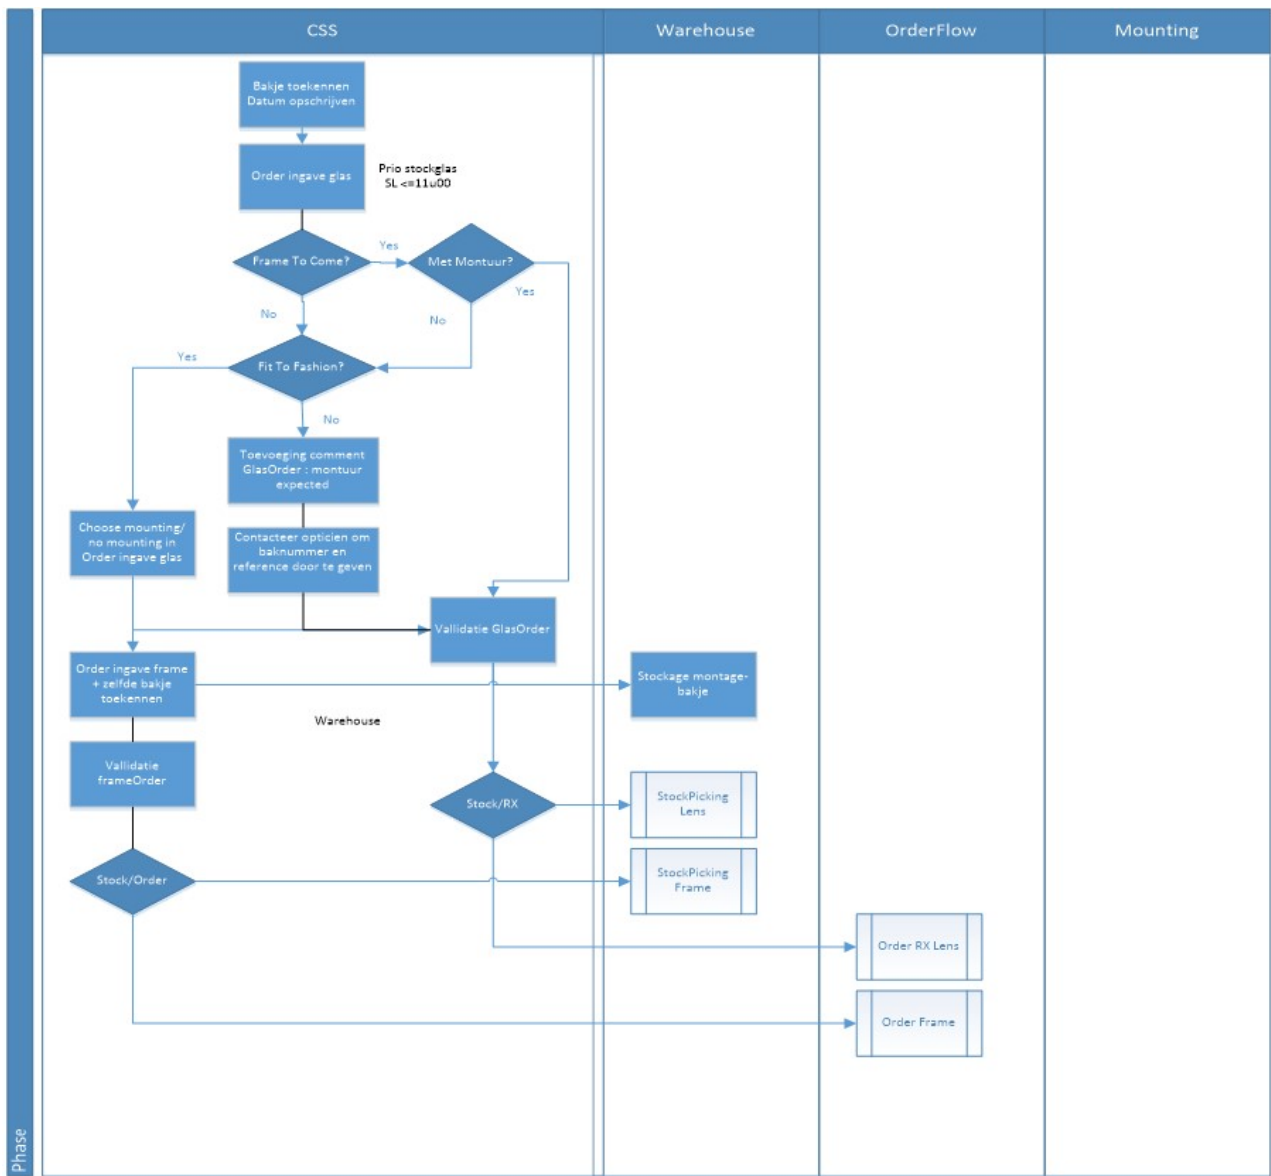 CSS
Warehouse
OrderFlow
Mounting
Bakje toekennen
Datum opschrijven
Order ingave glas
Prio stockglas
SL <=11u00
Frame To Come?
Yes
Met Montuur?
Yes
No
No
Yes
Fit To Fashion?
No
Toevoeging comment
GlasOrder : montuur
expected
Choose mounting/
no mounting in
Order ingave glas
Contacteer opticien om
baknummer en
reference door te geven
Vallidatie GlasOrder
Order ingave frame
+ zelfde bakje
toekennen
Stockage montage-
bakje
Warehouse
Vallidatie
frameOrder
Stock/RX
StockPicking
Lens
Stock/Order
StockPicking
Frame
Order RX Lens
Order Frame
Phase